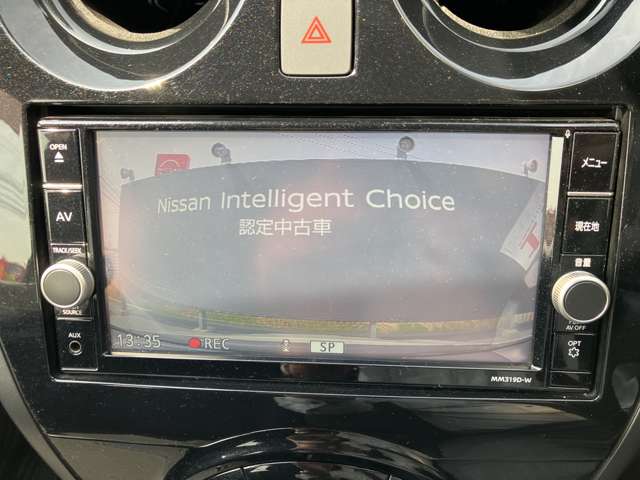 OPEN
メニュー
Nissan Intelligent Choice
認定中古車
AV
現在地
TRACK/SEEK
音量
SOURCE
AV OFF
AUX
13:35
REC
SP
OPT
MM319D-W